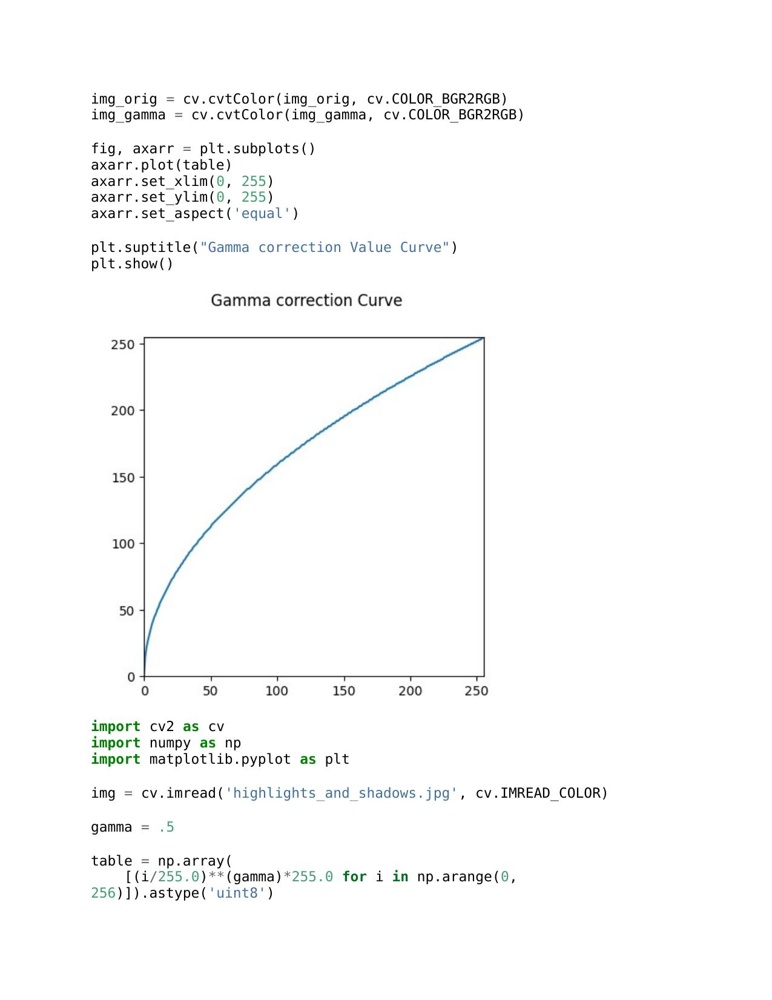 img_orig = cv.cvtColor(img_orig, cv.COLOR_BGR2RGB)
img_gamma = cv.cvtColor(img_gamma, cv.COLOR_BGR2RGB)
fig, axarr = plt.subplots()
axarr.plot(table)
axarr.set_xlim(0, 255)
axarr.set_ylim(0, 255)
axarr.set_aspect('equal')
plt.suptitle("Gamma correction Value Curve")
plt.show()
Gamma correction Curve
250
200
150
100
50
0
0 50 100 150 200 250
import cv2 as cv
import numpy as np
import matplotlib.pyplot as plt
img = cv.imread('highlights_and_shadows.jpg', cv.IMREAD_COLOR)
gamma = .5
table = np.array(
    [(i/255.0)**(gamma)*255.0 for i in np.arange(0,
256)]).astype('uint8')